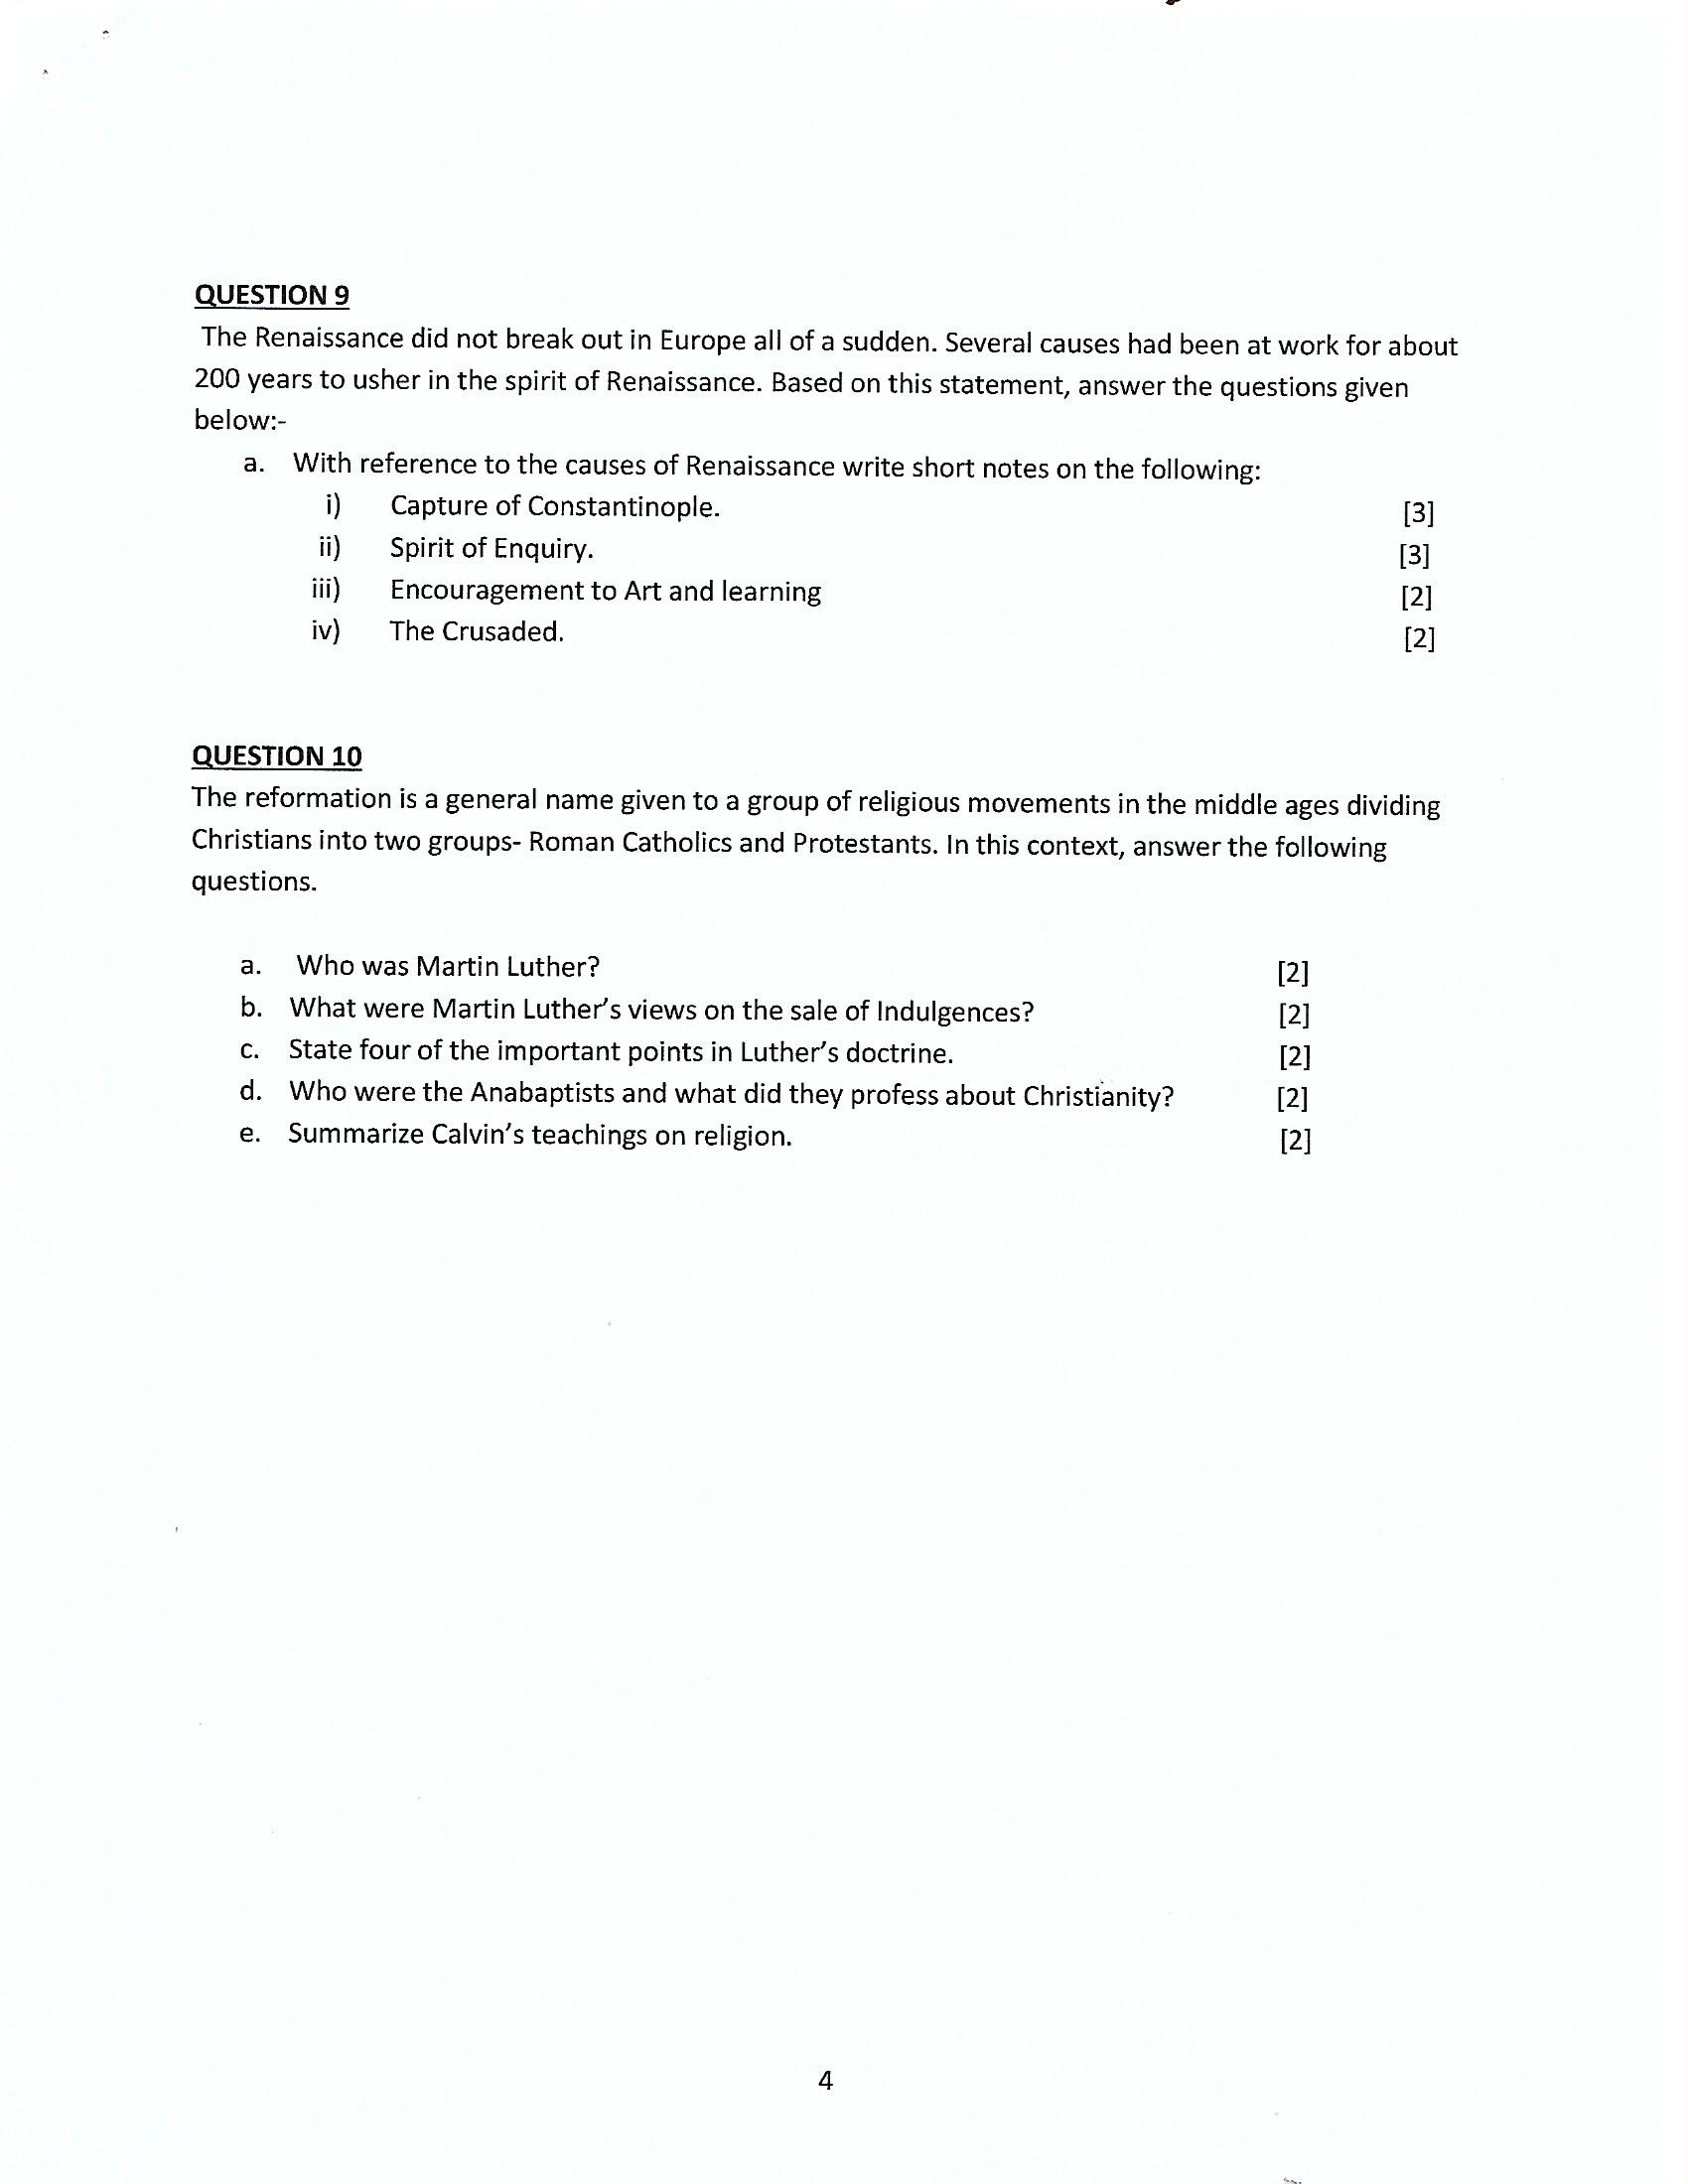 QUESTION 9
The Renaissance did not break out in Europe all of a sudden. Several causes had been at work for about
200 years to usher in the spirit of Renaissance. Based on this statement, answer the questions given
below:-
a. With reference to the causes of Renaissance write short notes on the following:
i) Capture of Constantinople. [3]
ii) Spirit of Enquiry. [3]
iii) Encouragement to Art and learning [2]
iv) The Crusaded. [2]
QUESTION 10
The reformation is a general name given to a group of religious movements in the middle ages dividing
Christians into two groups- Roman Catholics and Protestants. In this context, answer the following
questions.
a. Who was Martin Luther? [2]
b. What were Martin Luther's views on the sale of Indulgences? [2]
c. State four of the important points in Luther's doctrine. [2]
d. Who were the Anabaptists and what did they profess about Christianity? [2]
e. Summarize Calvin's teachings on religion. [2]
4